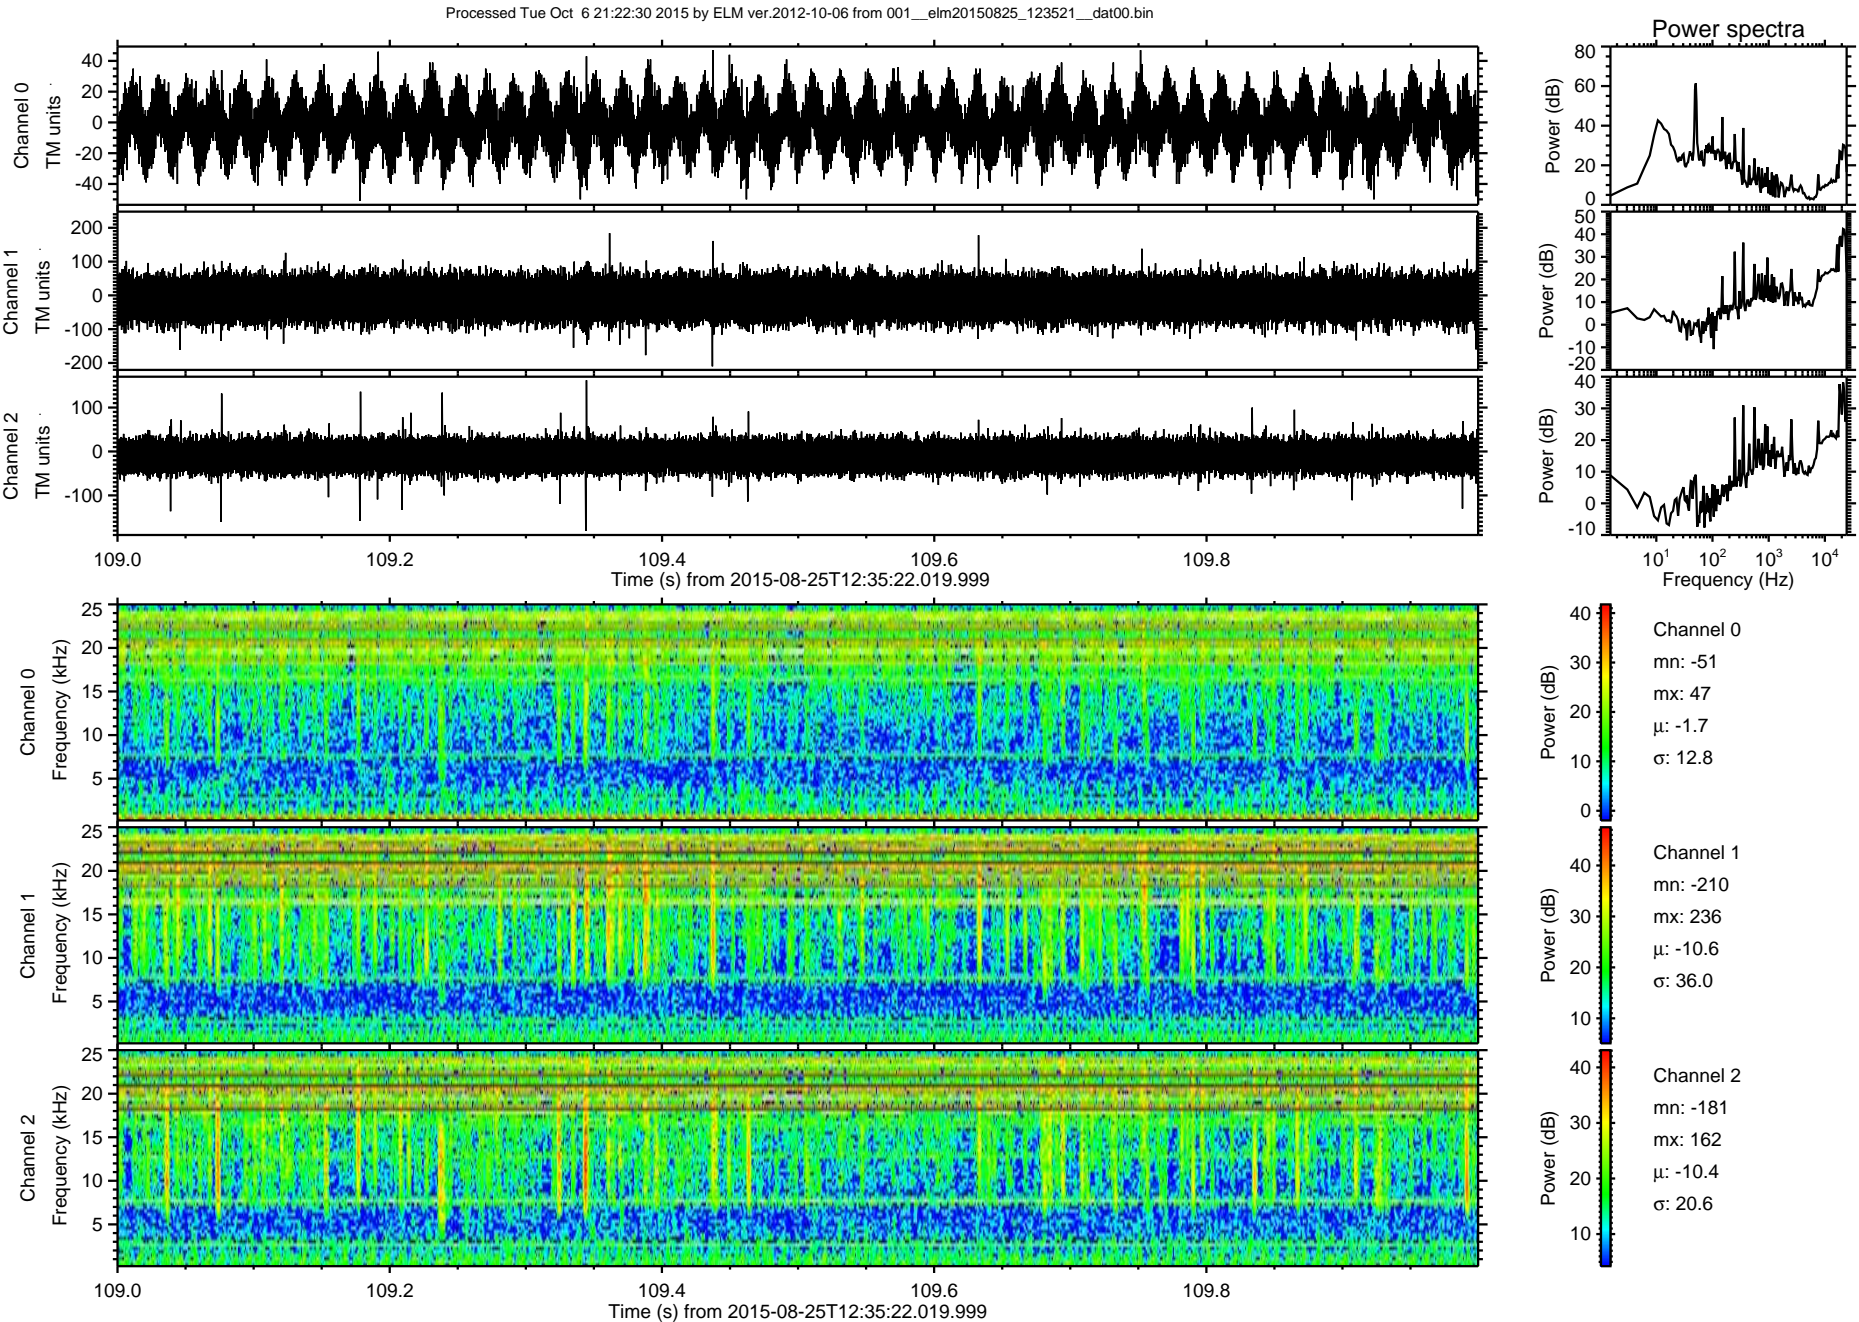 Processed Tue Oct  6 21:22:30 2015 by ELM ver.2012-10-06 from 001__elm20150825_123521__dat00.bin
Power spectra
Channel 0
TM units
40
20
0
-20
-40
Power (dB)
80
60
40
20
0
Channel 1
TM units
200
100
0
-100
-200
Power (dB)
50
40
30
20
10
0
-10
-20
Channel 2
TM units
100
0
-100
Power (dB)
40
30
20
10
0
-10
109.0 109.2 109.4 109.6 109.8
Time (s) from 2015-08-25T12:35:22.019.999
10¹ 10² 10³ 10⁴
Frequency (Hz)
Channel 0
Frequency (kHz)
25
20
15
10
5
Power (dB)
40
30
20
10
0
Channel 0
mn: -51
mx: 47
μ: -1.7
σ: 12.8
Channel 1
Frequency (kHz)
25
20
15
10
5
Power (dB)
40
30
20
10
Channel 1
mn: -210
mx: 236
μ: -10.6
σ: 36.0
Channel 2
Frequency (kHz)
25
20
15
10
5
Power (dB)
40
30
20
10
Channel 2
mn: -181
mx: 162
μ: -10.4
σ: 20.6
109.0 109.2 109.4 109.6 109.8
Time (s) from 2015-08-25T12:35:22.019.999